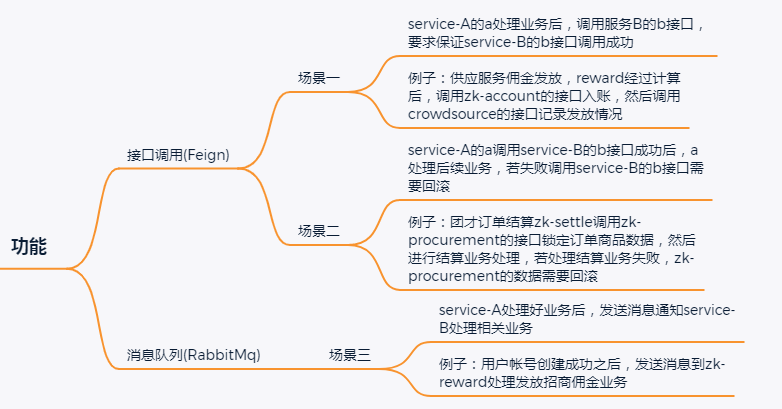 功能
接口调用(Feign)
场景一
service-A的a处理业务后，调用服务B的b接口，
要求保证service-B的b接口调用成功
例子：供应服务佣金发放，reward经过计算
后，调用zk-account的接口入账，然后调用
crowdsource的接口记录发放情况
场景二
service-A的a调用service-B的b接口成功后，a
处理后续业务，若失败调用service-B的b接口需
要回滚
例子：团才订单结算zk-settle调用zk-
procurement的接口锁定订单商品数据，然后
进行结算业务处理，若处理结算业务失败，zk-
procurement的数据需要回滚
消息队列(RabbitMq)
场景三
service-A处理好业务后，发送消息通知service-
B处理相关业务
例子：用户帐号创建成功之后，发送消息到zk-
reward处理发放招商佣金业务